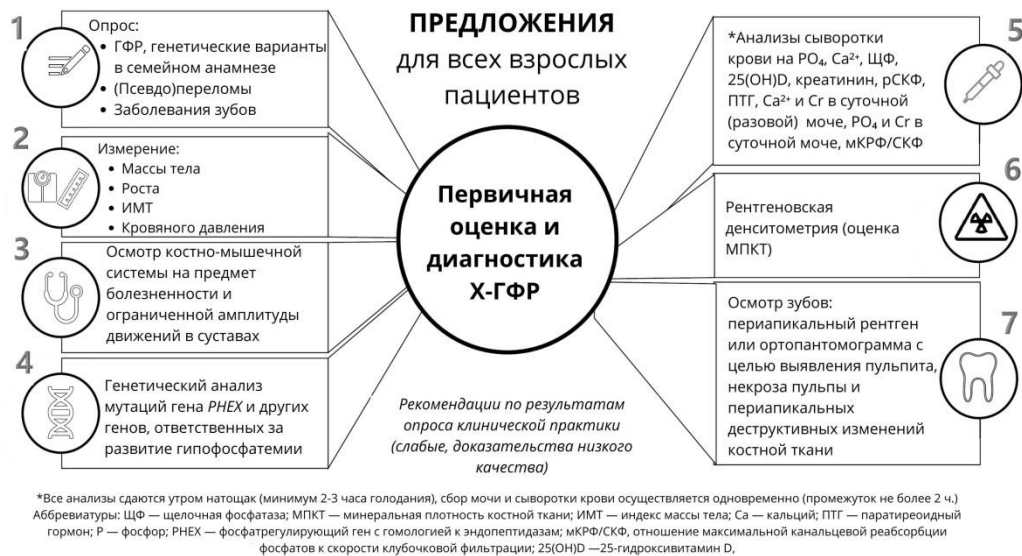 ПРЕДЛОЖЕНИЯ
для всех взрослых
пациентов
Первичная
оценка и
диагностика
Х-ГФР
1
Опрос:
• ГФР, генетические варианты
в семейном анамнезе
• (Псевдо)переломы
• Заболевания зубов
2
Измерение:
• Массы тела
• Роста
• ИМТ
• Кровяного давления
3
Осмотр костно-мышечной
системы на предмет
болезненности и
ограниченной амплитуды
движений в суставах
4
Генетический анализ
мутаций гена PHEX и других
генов, ответственных за
развитие гипофосфатемии
5
*Анализы сыворотки
крови на PO₄, Ca²⁺, ЩФ,
25(OH)D, креатинин, рСКФ,
ПТГ, Ca²⁺ и Cr в суточной
(разовой) моче, PO₄ и Cr в
суточной моче, мКРФ/СКФ
6
Рентгеновская
денситометрия (оценка
МПКТ)
7
Осмотр зубов:
периапикальный рентген
или ортопантомограмма с
целью выявления пульпита,
некроза пульпы и
периапикальных
деструктивных изменений
костной ткани
Рекомендации по результатам
опроса клинической практики
(слабые, доказательства низкого
качества)
*Все анализы сдаются утром натощак (минимум 2-3 часа голодания), сбор мочи и сыворотки крови осуществляется одновременно (промежуток не более 2 ч.)
Аббревиатуры: ЩФ — щелочная фосфатаза; МПКТ — минеральная плотность костной ткани; ИМТ — индекс массы тела; Ca — кальций; ПТГ — паратиреоидный
гормон; P — фосфор; PHEX — фосфатрегулирующий ген с гомологией к эндопептидазам; мКРФ/СКФ, отношение максимальной канальцевой реабсорбции
фосфатов к скорости клубочковой фильтрации; 25(OH)D —25-гидроксивитамин D,